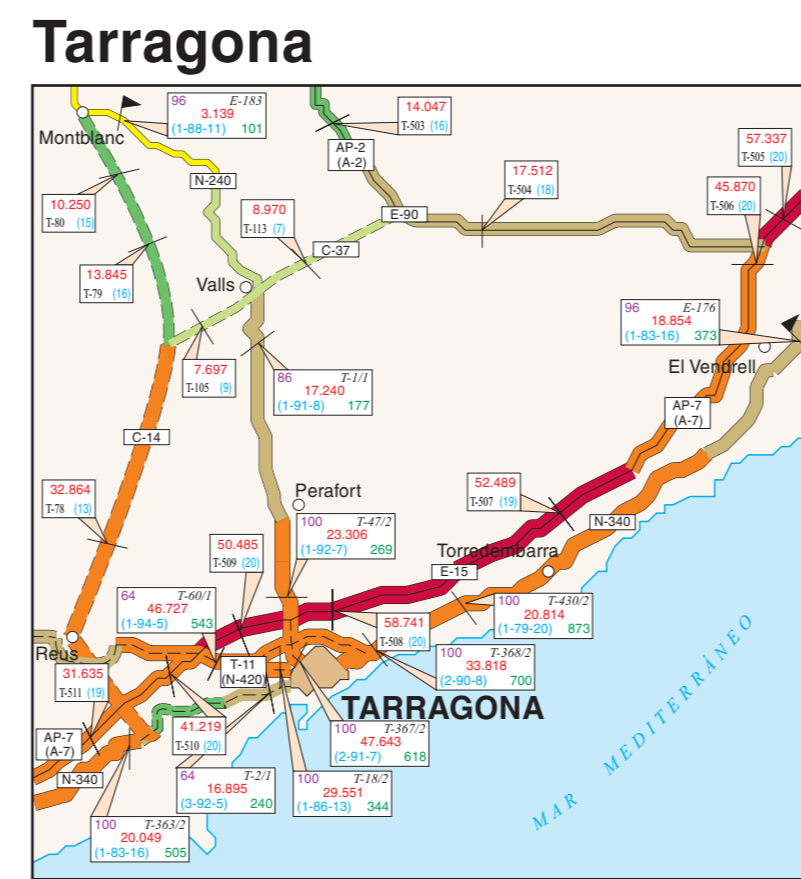 Tarragona
96 E-183
3.139
(1-88-11) 101
14.047
T-503 (16)
57.337
T-505 (20)
Montblanc
AP-2
(A-2)
N-240
17.512
T-504 (18)
45.870
T-506 (20)
10.250
T-80 (15)
8.970
T-113 (7)
E-90
C-37
13.845
T-79 (16)
Valls
96 E-176
18.854
(1-83-16) 373
El Vendrell
7.697
T-105 (9)
86 T-1/1
17.240
(1-91-8) 177
AP-7
(A-7)
C-14
32.864
T-78 (13)
Perafort
52.489
T-507 (19)
100 T-47/2
23.306
(1-92-7) 269
N-340
50.485
T-509 (20)
Torredembarra
E-15
64 T-60/1
46.727
(1-94-5) 543
100 T-430/2
20.814
(1-79-20) 873
58.741
T-508 (20)
Reus
T-11
(N-420)
100 T-368/2
33.818
(2-90-8) 700
31.635
T-511 (19)
TARRAGONA
MAR MEDITERRÁNEO
41.219
T-510 (20)
100 T-367/2
47.643
(2-91-7) 618
AP-7
(A-7)
N-340
64 T-2/1
16.895
(3-92-5) 240
100 T-18/2
29.551
(1-86-13) 344
100 T-363/2
20.049
(1-83-16) 505